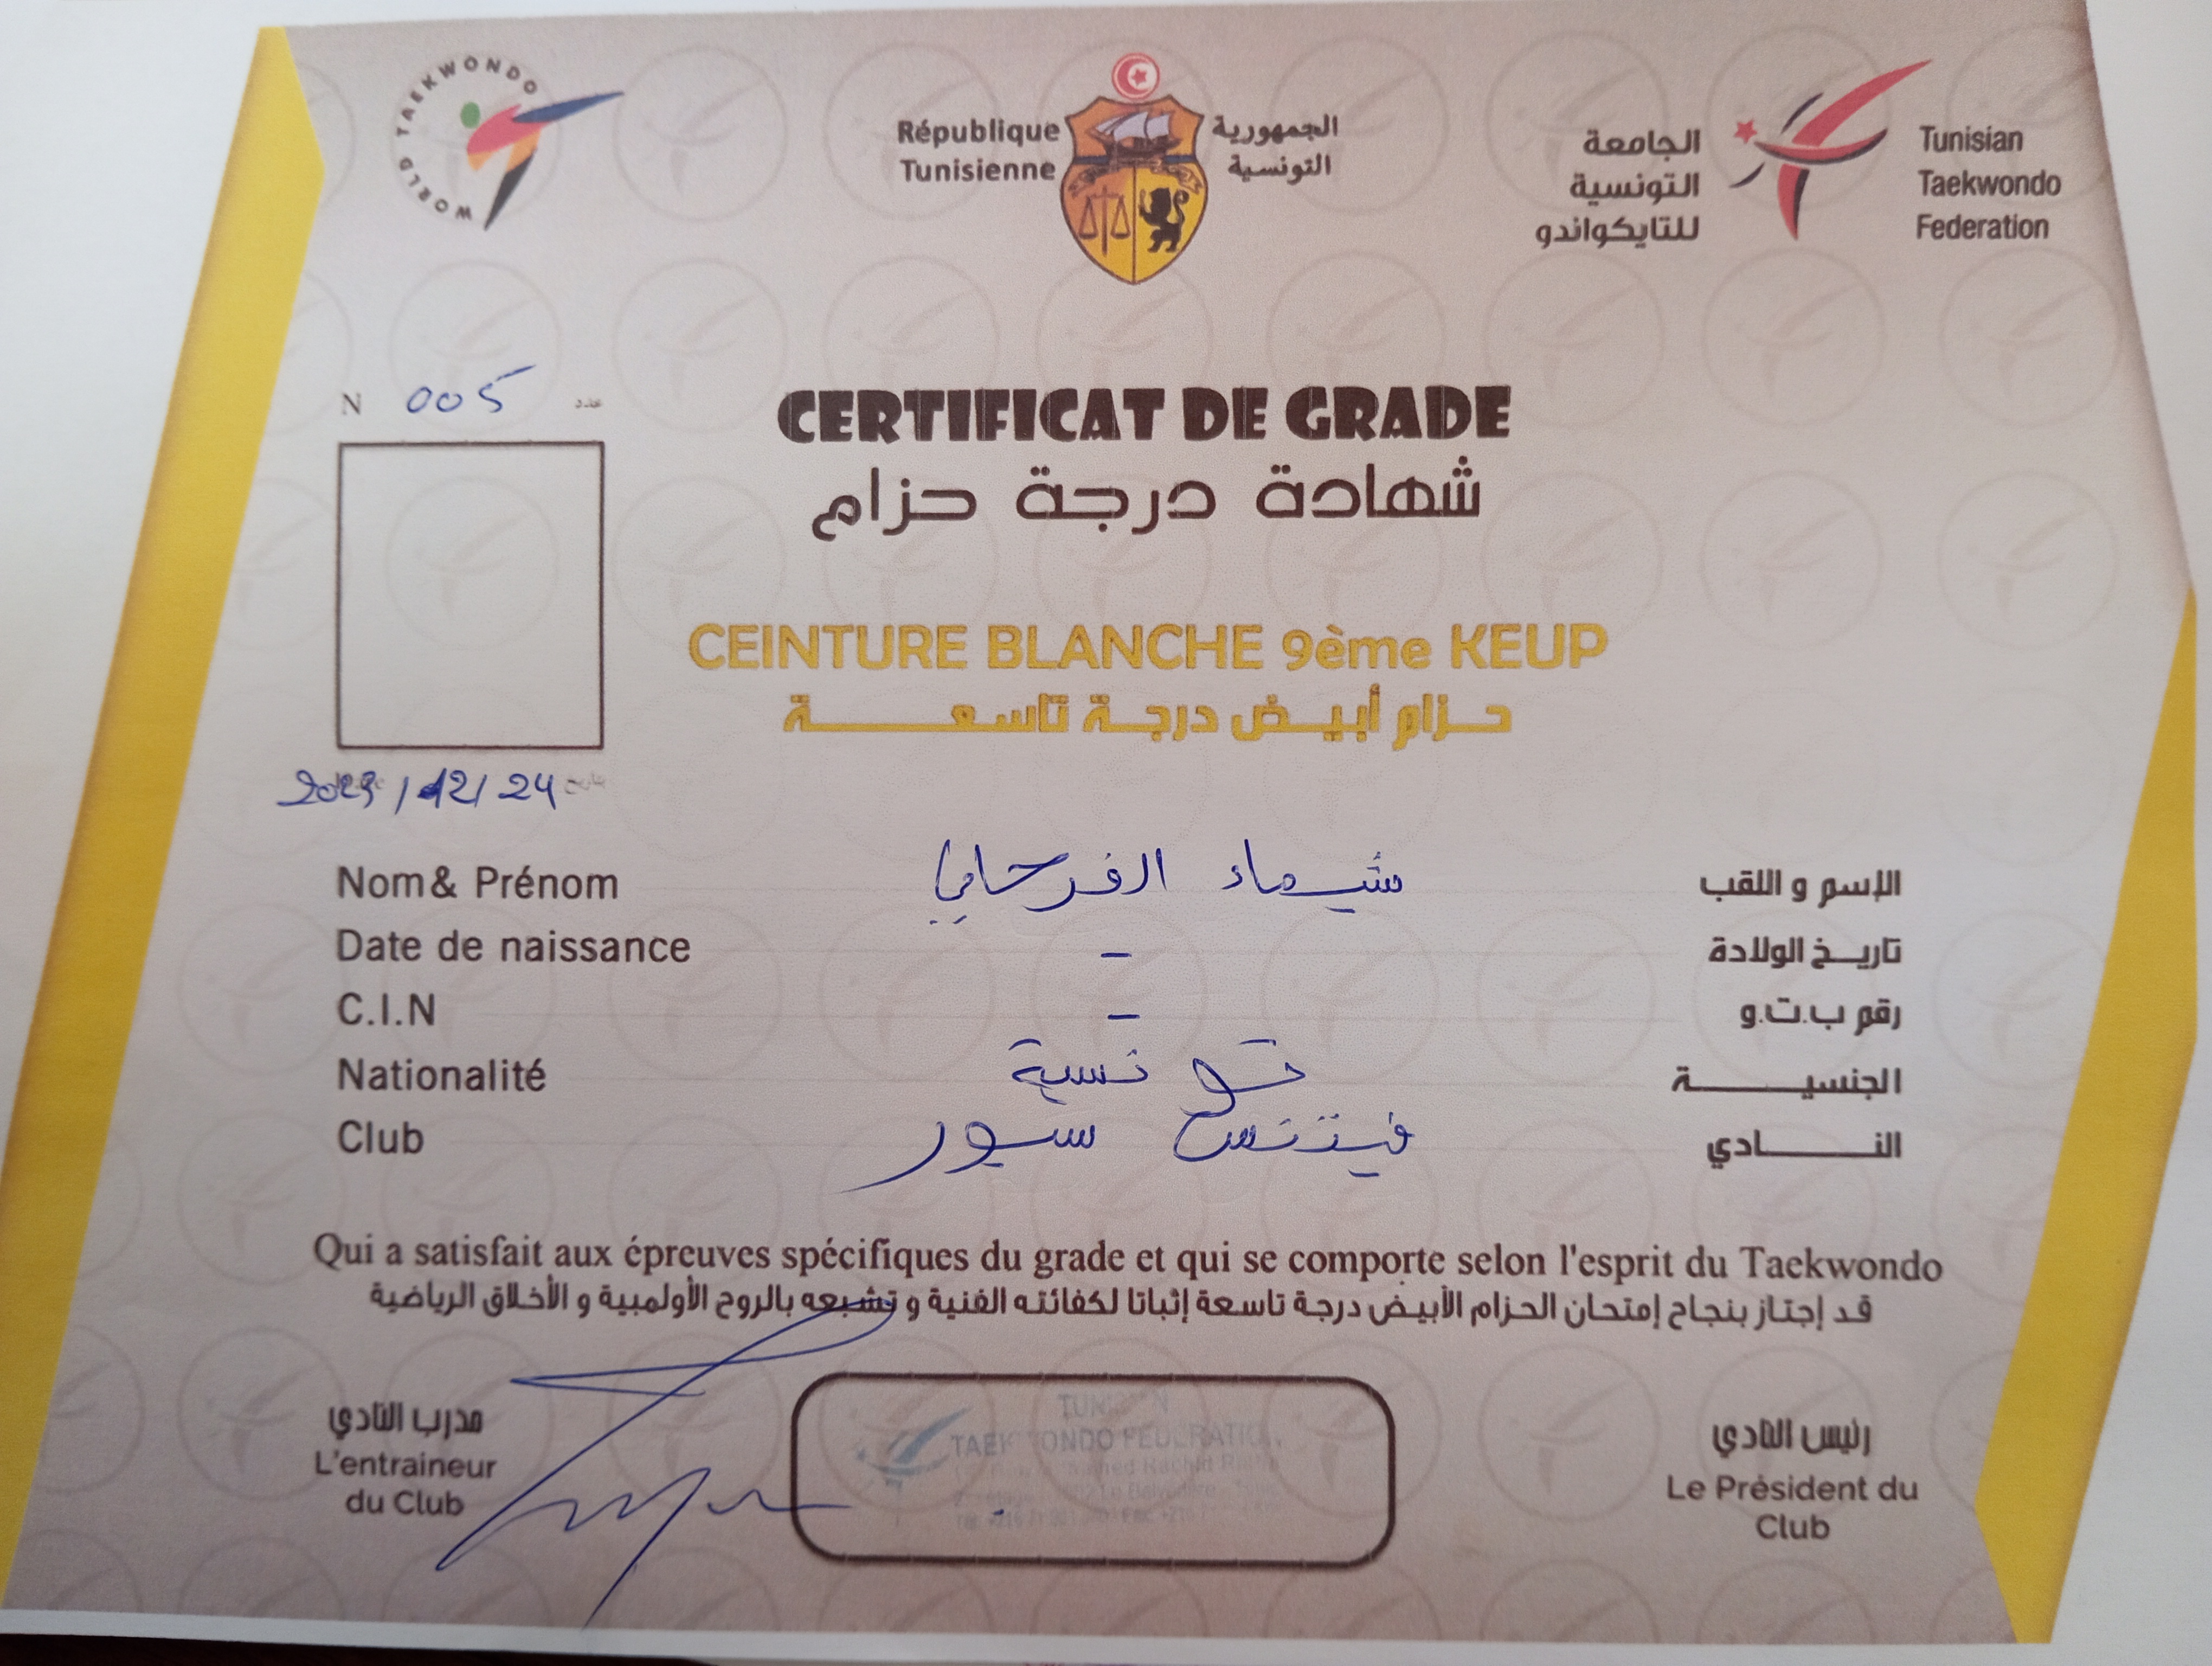 WORLD TAEKWONDO
République
Tunisienne
الجمهورية
التونسية
الجامعة
التونسية
للتايكواندو
Tunisian
Taekwondo
Federation
N 005 عدد
CERTIFICAT DE GRADE
شهادة درجة حزام
CEINTURE BLANCHE 9ème KEUP
حزام أبيض درجة تاسعة
2023/12/24
Nom& Prénom شيماء الفرحاني الإسم و اللقب
Date de naissance - تاريخ الولادة
C.I.N - رقم ب.ت.و
Nationalité تونسية الجنسية
Club فيتنس سيور النادي
Qui a satisfait aux épreuves spécifiques du grade et qui se comporte selon l'esprit du Taekwondo
قد إجتاز بنجاح إمتحان الحزام الأبيض درجة تاسعة إثباتا لكفائته الفنية و تشبعه بالروح الأولمبية و الأخلاق الرياضية
مدرب النادي
L'entraineur
du Club
TAEKWONDO FEDERATION
رئيس النادي
Le Président du
Club